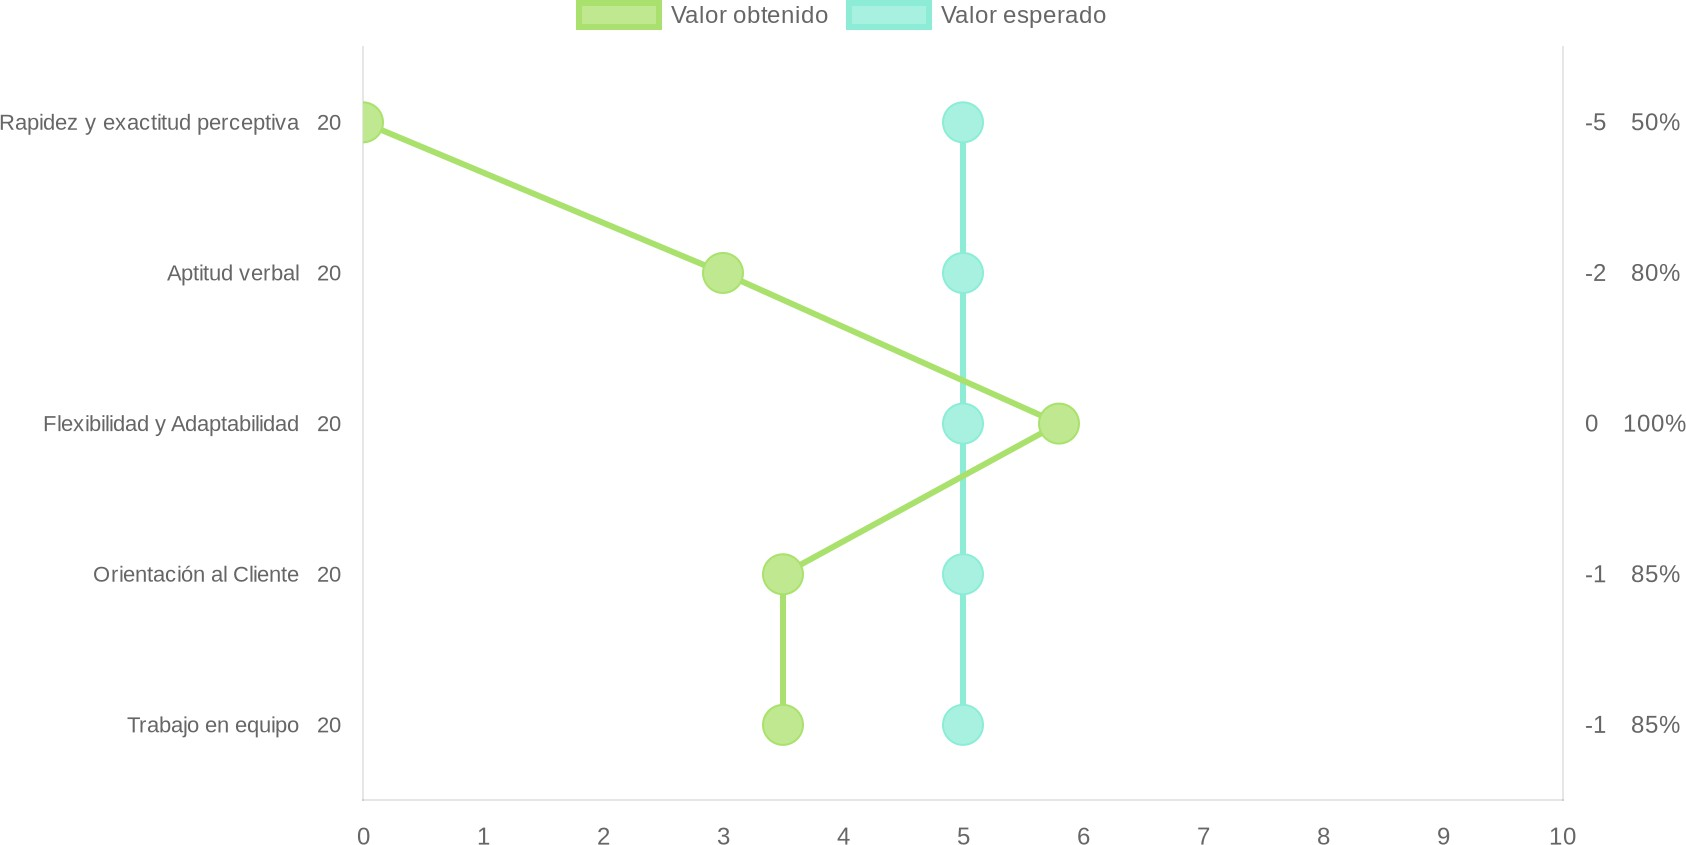 Valor obtenido Valor esperado
Rapidez y exactitud perceptiva 20 -5 50%
Aptitud verbal 20 -2 80%
Flexibilidad y Adaptabilidad 20 0 100%
Orientación al Cliente 20 -1 85%
Trabajo en equipo 20 -1 85%
0 1 2 3 4 5 6 7 8 9 10